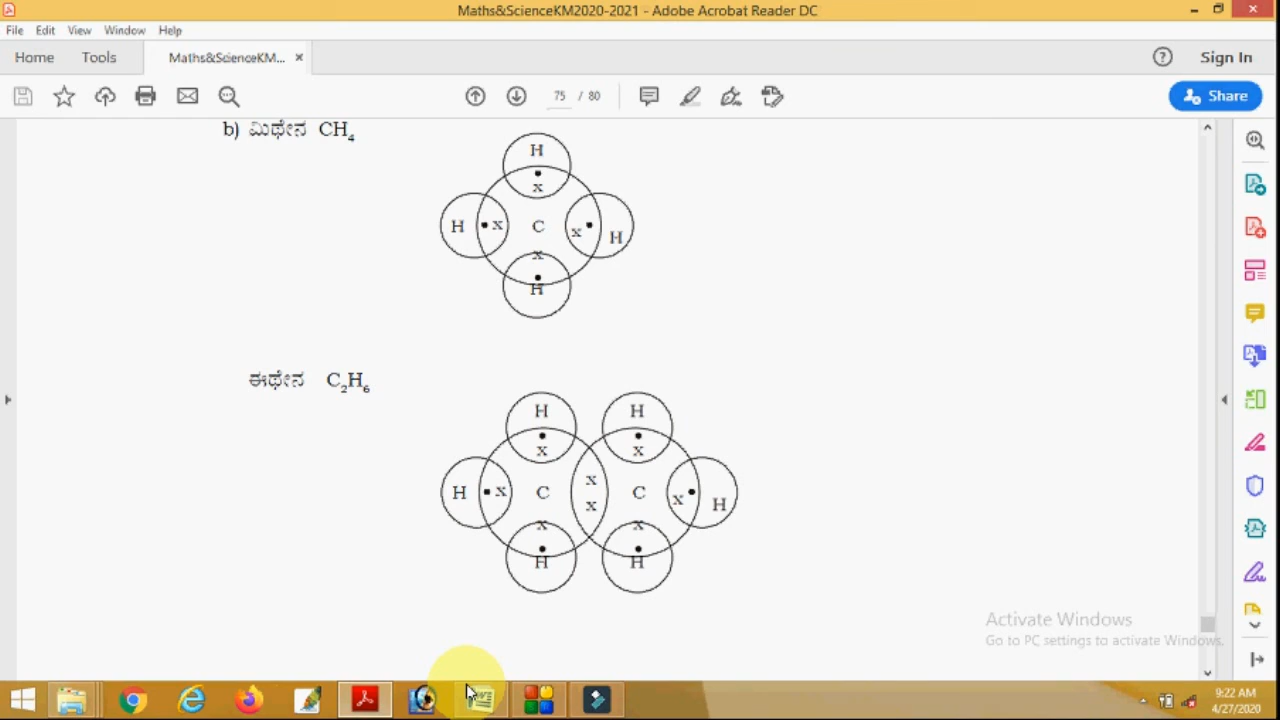 Maths&ScienceKM2020-2021 - Adobe Acrobat Reader DC
File Edit View Window Help
Home Tools Maths&ScienceKM... × Sign In
75 / 80 Share
b) ಮಿಥೇನ CH₄
H
x
H x C x H
x
H
ಈಥೇನ C₂H₆
H H
x x
x
H x C C x H
x
x x
H H
Activate Windows
Go to PC settings to activate Windows.
9:22 AM
4/27/2020